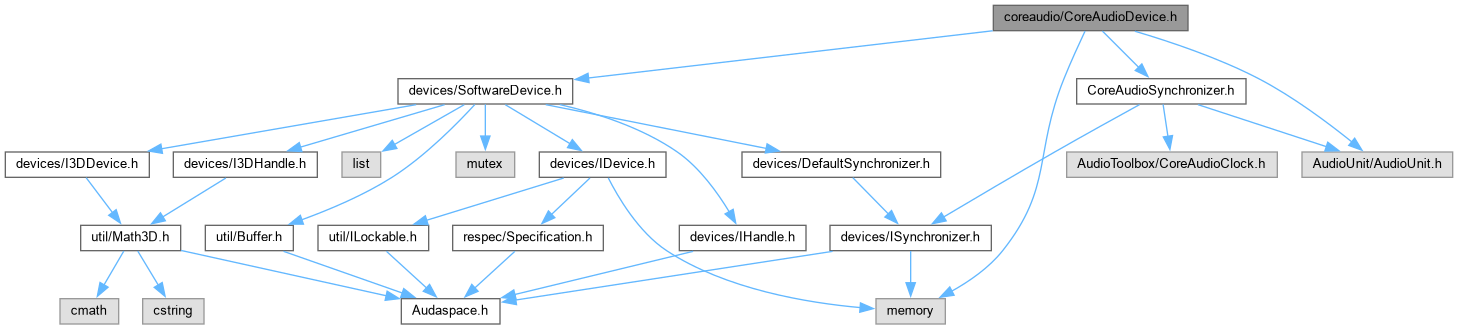 coreaudio/CoreAudioDevice.h
devices/SoftwareDevice.h
CoreAudioSynchronizer.h
devices/I3DDevice.h
devices/I3DHandle.h
list
mutex
devices/IDevice.h
devices/DefaultSynchronizer.h
AudioToolbox/CoreAudioClock.h
AudioUnit/AudioUnit.h
util/Math3D.h
util/Buffer.h
util/ILockable.h
respec/Specification.h
devices/IHandle.h
devices/ISynchronizer.h
cmath
cstring
Audaspace.h
memory